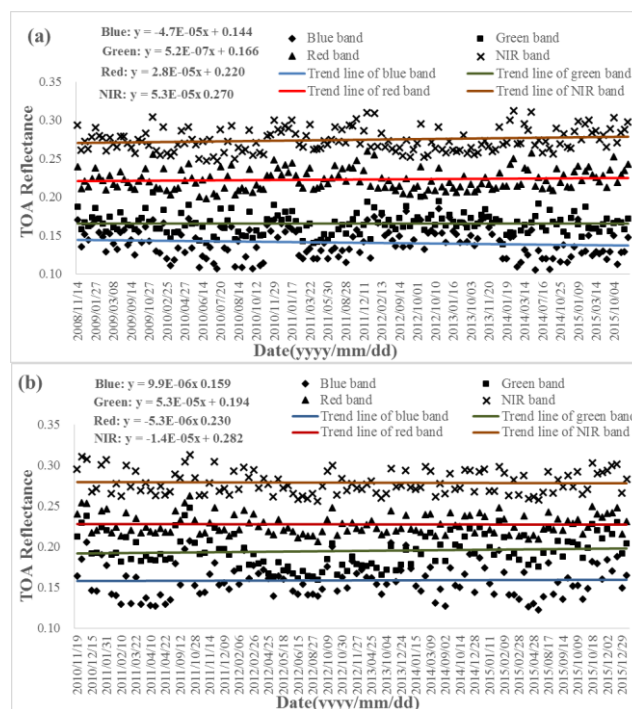 (a)
Blue: y = -4.7E-05x + 0.144
Green: y = 5.2E-07x + 0.166
Red: y = 2.8E-05x + 0.220
NIR: y = 5.3E-05x 0.270
Blue band
Green band
Red band
NIR band
Trend line of blue band
Trend line of green band
Trend line of red band
Trend line of NIR band
TOA Reflectance
0.35
0.30
0.25
0.20
0.15
0.10
2008/11/14
2009/01/27
2009/03/08
2009/09/14
2009/10/27
2010/02/25
2010/04/27
2010/06/14
2010/07/20
2010/08/14
2010/10/12
2010/11/29
2011/01/17
2011/03/22
2011/05/30
2011/08/28
2011/12/11
2012/02/13
2012/09/14
2012/10/01
2012/10/10
2013/01/16
2013/10/03
2013/11/20
2014/01/19
2014/03/14
2014/07/16
2014/10/25
2015/01/09
2015/03/14
2015/10/04
Date(yyyy/mm/dd)
(b)
Blue: y = 9.9E-06x 0.159
Green: y = 5.3E-05x + 0.194
Red: y = -5.3E-06x 0.230
NIR: y = -1.4E-05x + 0.282
Blue band
Green band
Red band
NIR band
Trend line of blue band
Trend line of green band
Trend line of red band
Trend line of NIR band
TOA Reflectance
0.35
0.30
0.25
0.20
0.15
0.10
2010/11/19
2010/12/15
2011/01/31
2011/02/10
2011/03/22
2011/04/10
2011/04/22
2011/09/12
2011/10/28
2011/11/14
2011/12/09
2012/02/06
2012/02/26
2012/04/25
2012/05/18
2012/06/15
2012/08/27
2012/10/09
2012/10/30
2012/11/27
2013/04/25
2013/10/04
2013/12/24
2014/01/15
2014/03/09
2014/09/02
2014/10/14
2014/12/28
2015/01/11
2015/02/09
2015/02/28
2015/04/28
2015/08/17
2015/09/14
2015/10/09
2015/10/18
2015/12/02
2015/12/29
Date(yyyy/mm/dd)